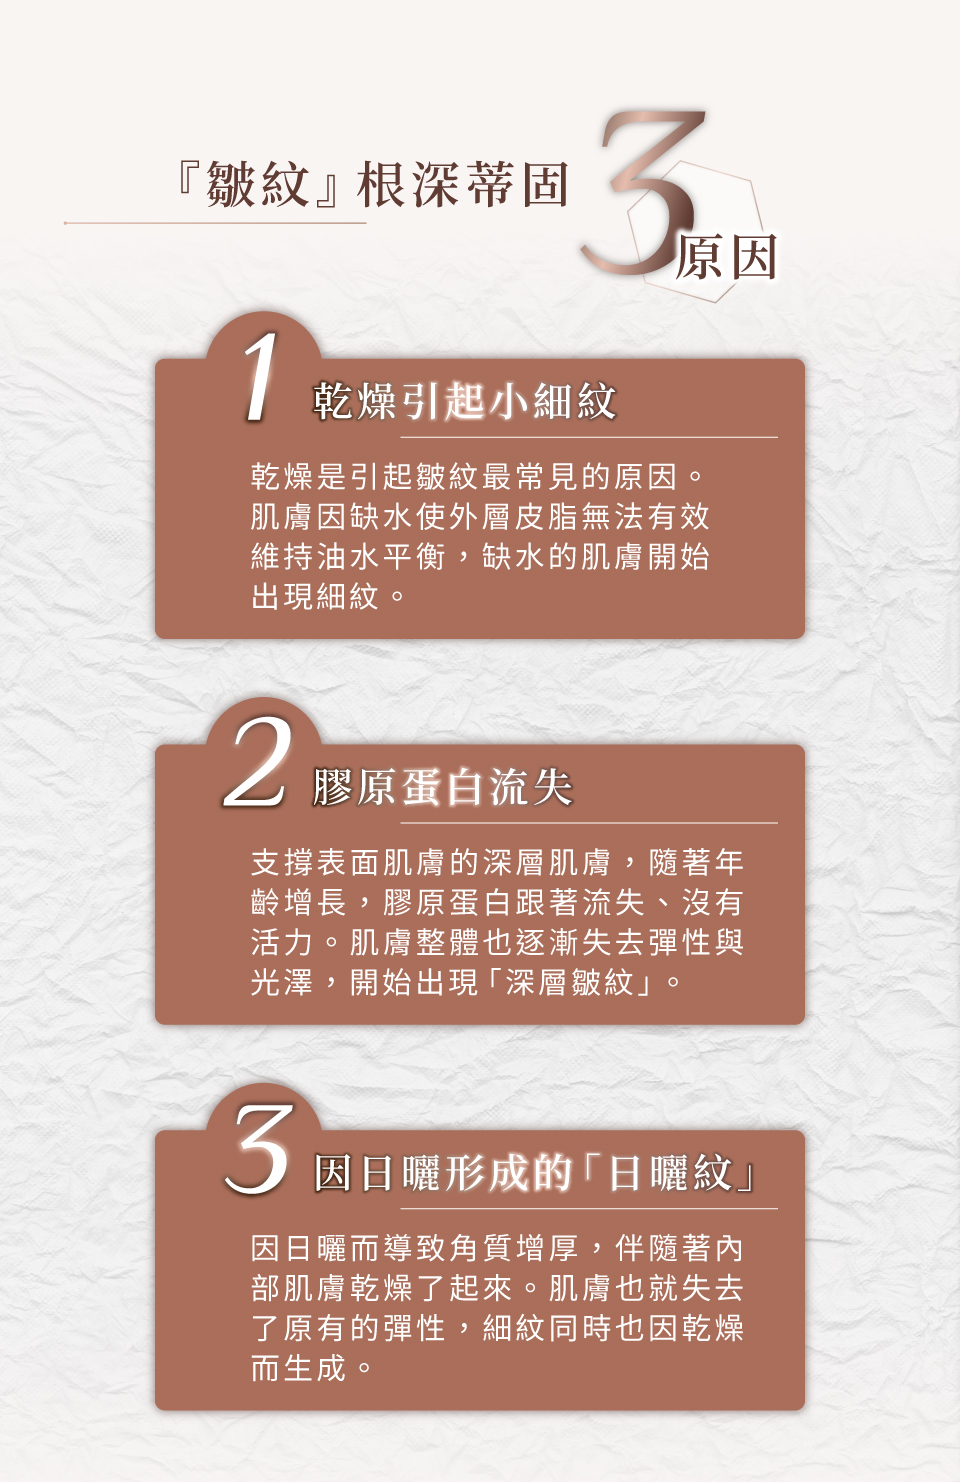 『皺紋』根深蒂固
3
原因
1
乾燥引起小細紋
乾燥是引起皺紋最常見的原因。
肌膚因缺水使外層皮脂無法有效
維持油水平衡，缺水的肌膚開始
出現細紋。
2
膠原蛋白流失
支撐表面肌膚的深層肌膚，隨著年
齡增長，膠原蛋白跟著流失、沒有
活力。肌膚整體也逐漸失去彈性與
光澤，開始出現「深層皺紋」。
3
因日曬形成的「日曬紋」
因日曬而導致角質增厚，伴隨著內
部肌膚乾燥了起來。肌膚也就失去
了原有的彈性，細紋同時也因乾燥
而生成。